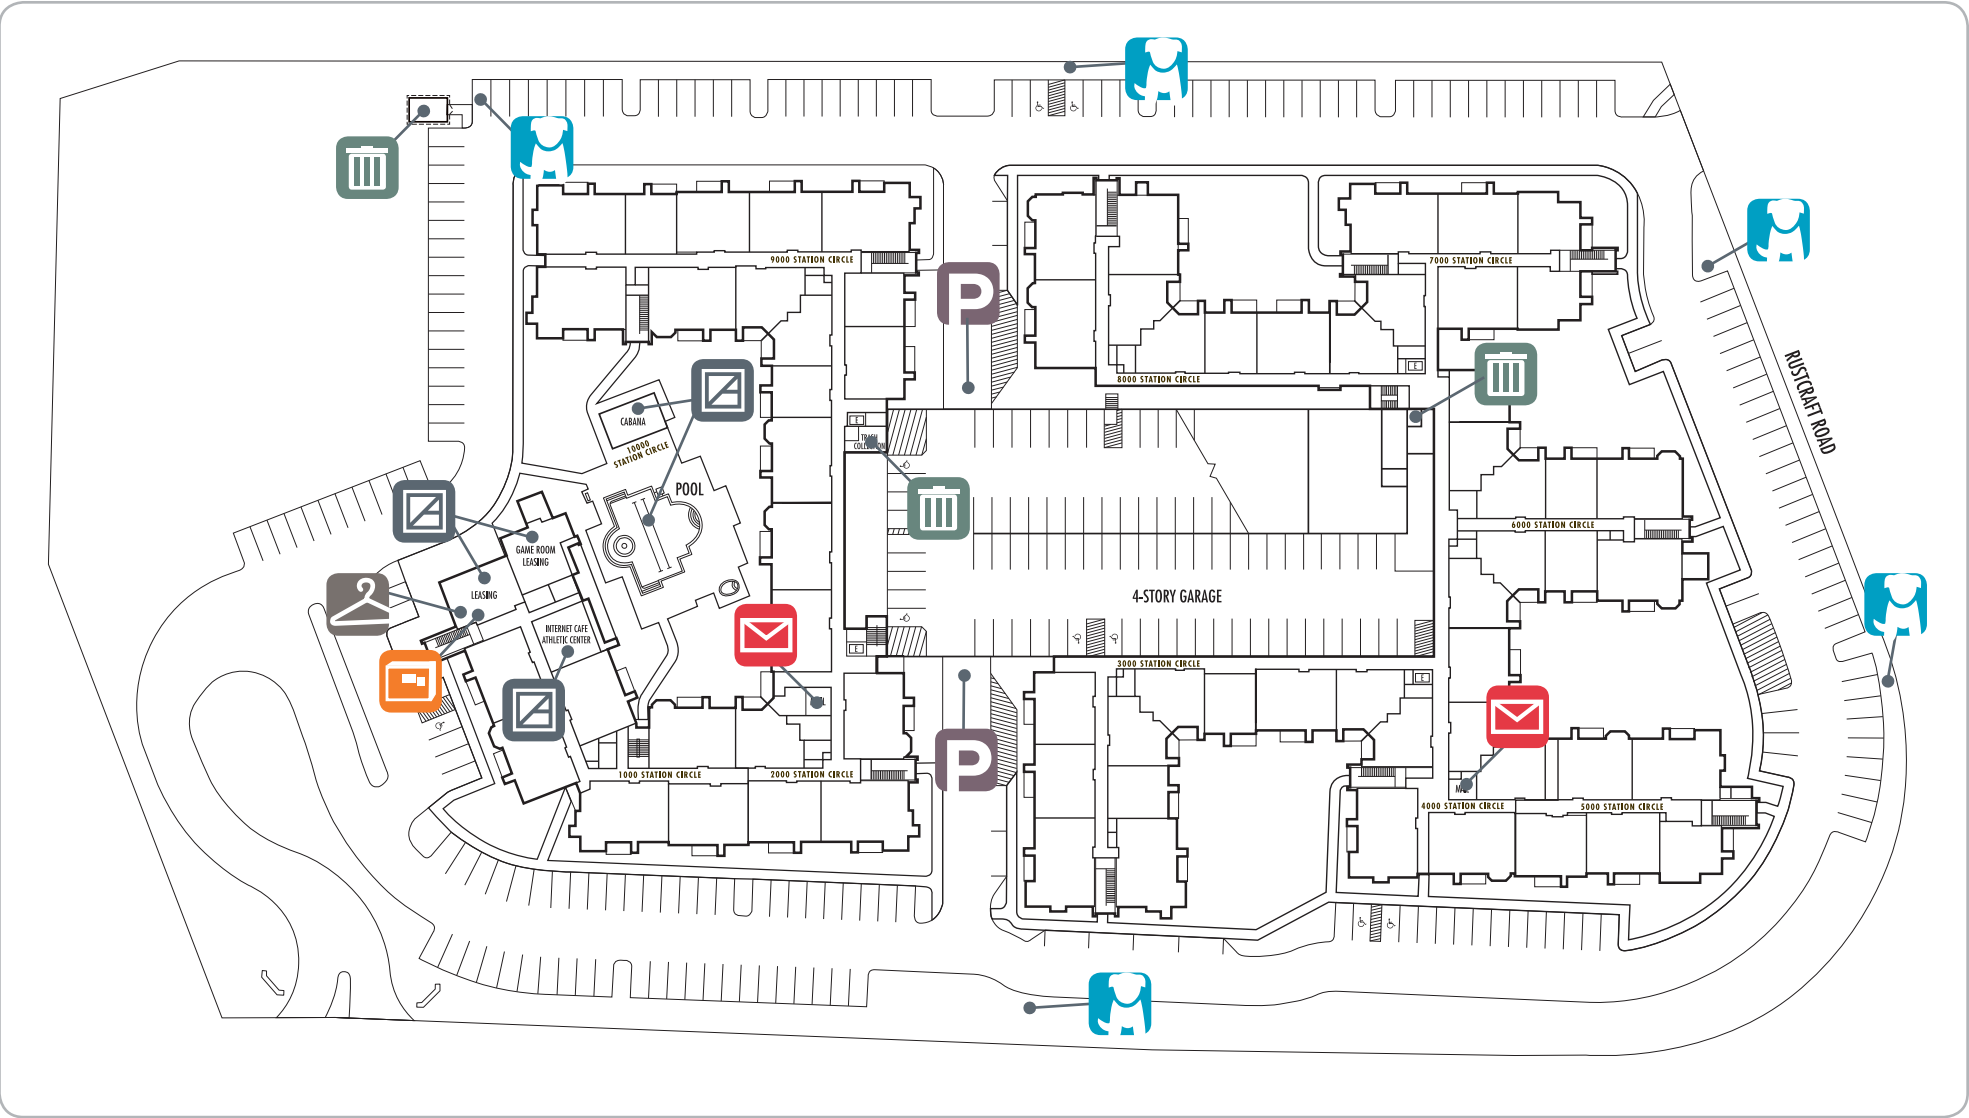 9000 STATION CIRCLE
7000 STATION CIRCLE
P
8000 STATION CIRCLE
RUSTCRAFT ROAD
CABANA
10000
STATION CIRCLE
E
E
TRASH
COLLECTION
POOL
6000 STATION CIRCLE
GAME ROOM
LEASING
LEASING
4-STORY GARAGE
INTERNET CAFE
ATHLETIC CENTER
E
3000 STATION CIRCLE
E
P
1000 STATION CIRCLE
2000 STATION CIRCLE
4000 STATION CIRCLE
5000 STATION CIRCLE